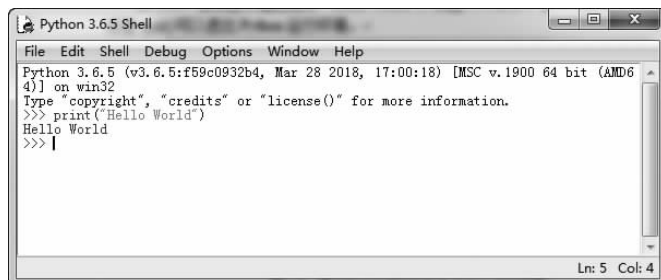 Python 3.6.5 Shell
File Edit Shell Debug Options Window Help
Python 3.6.5 (v3.6.5:f59c0932b4, Mar 28 2018, 17:00:18) [MSC v.1900 64 bit (AMD6
4)] on win32
Type "copyright", "credits" or "license()" for more information.
>>> print("Hello World")
Hello World
>>>
Ln: 5 Col: 4